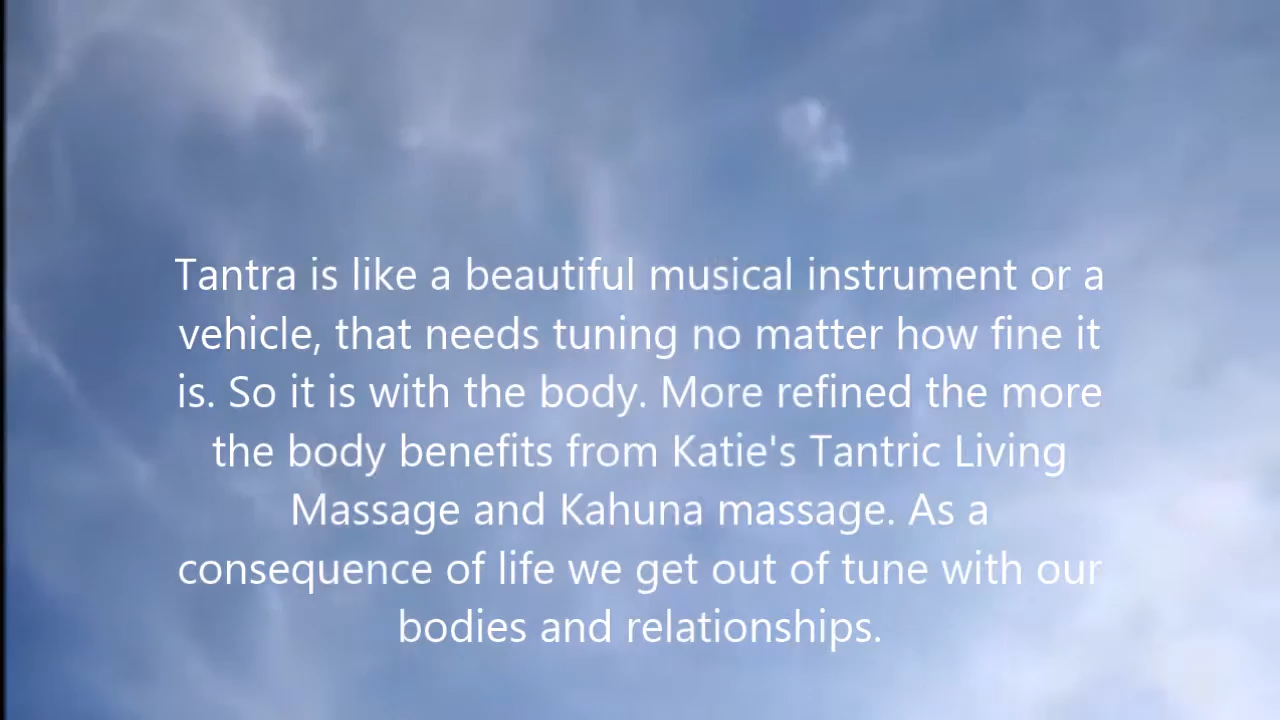 Tantra is like a beautiful musical instrument or a
vehicle, that needs tuning no matter how fine it
is. So it is with the body. More refined the more
the body benefits from Katie's Tantric Living
Massage and Kahuna massage. As a
consequence of life we get out of tune with our
bodies and relationships.